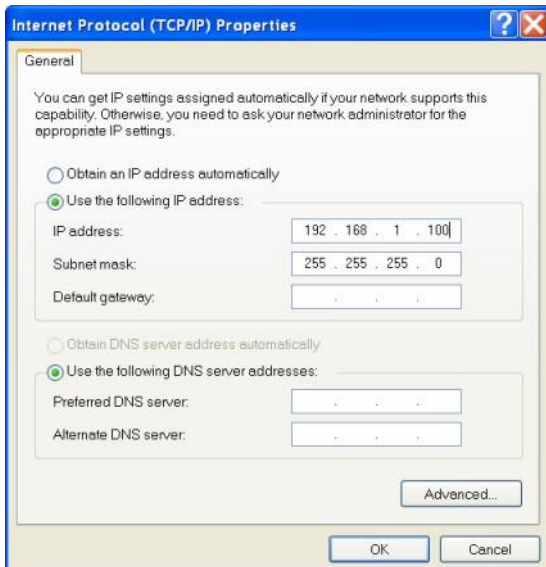 Internet Protocol (TCP/IP) Properties
General
You can get IP settings assigned automatically if your network supports this
capability. Otherwise, you need to ask your network administrator for the
appropriate IP settings.
Obtain an IP address automatically
Use the following IP address:
IP address: 192 . 168 . 1 . 100
Subnet mask: 255 . 255 . 255 . 0
Default gateway: . . .
Obtain DNS server address automatically
Use the following DNS server addresses:
Preferred DNS server: . . .
Alternate DNS server: . . .
Advanced...
OK Cancel